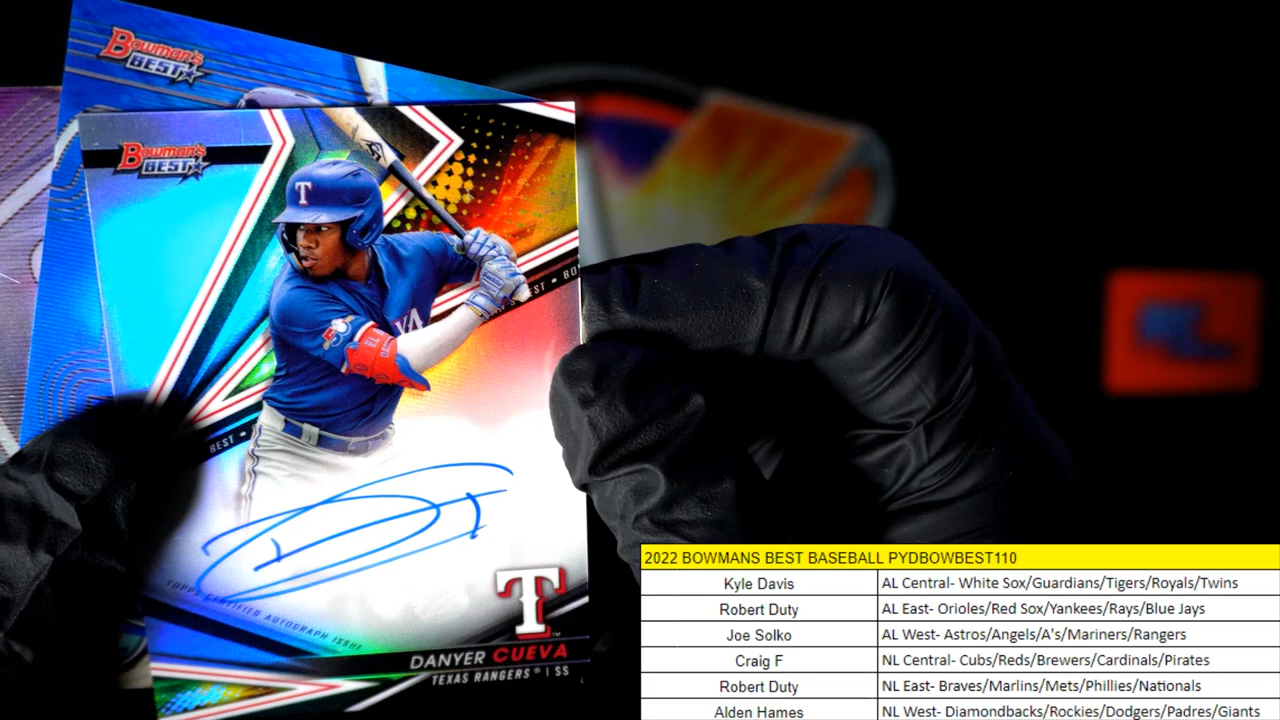 Bowman's
BEST
Bowman's
BEST
T
EL
BEST
TOPPS CERTIFIED AUTOGRAPH ISSUE
T
DANYER CUEVA
TEXAS RANGERS | SS
2022 BOWMANS BEST BASEBALL PYDBOWBEST110
Kyle Davis AL Central- White Sox/Guardians/Tigers/Royals/Twins
Robert Duty AL East- Orioles/Red Sox/Yankees/Rays/Blue Jays
Joe Solko AL West- Astros/Angels/A's/Mariners/Rangers
Craig F NL Central- Cubs/Reds/Brewers/Cardinals/Pirates
Robert Duty NL East- Braves/Marlins/Mets/Phillies/Nationals
Alden Hames NL West- Diamondbacks/Rockies/Dodgers/Padres/Giants